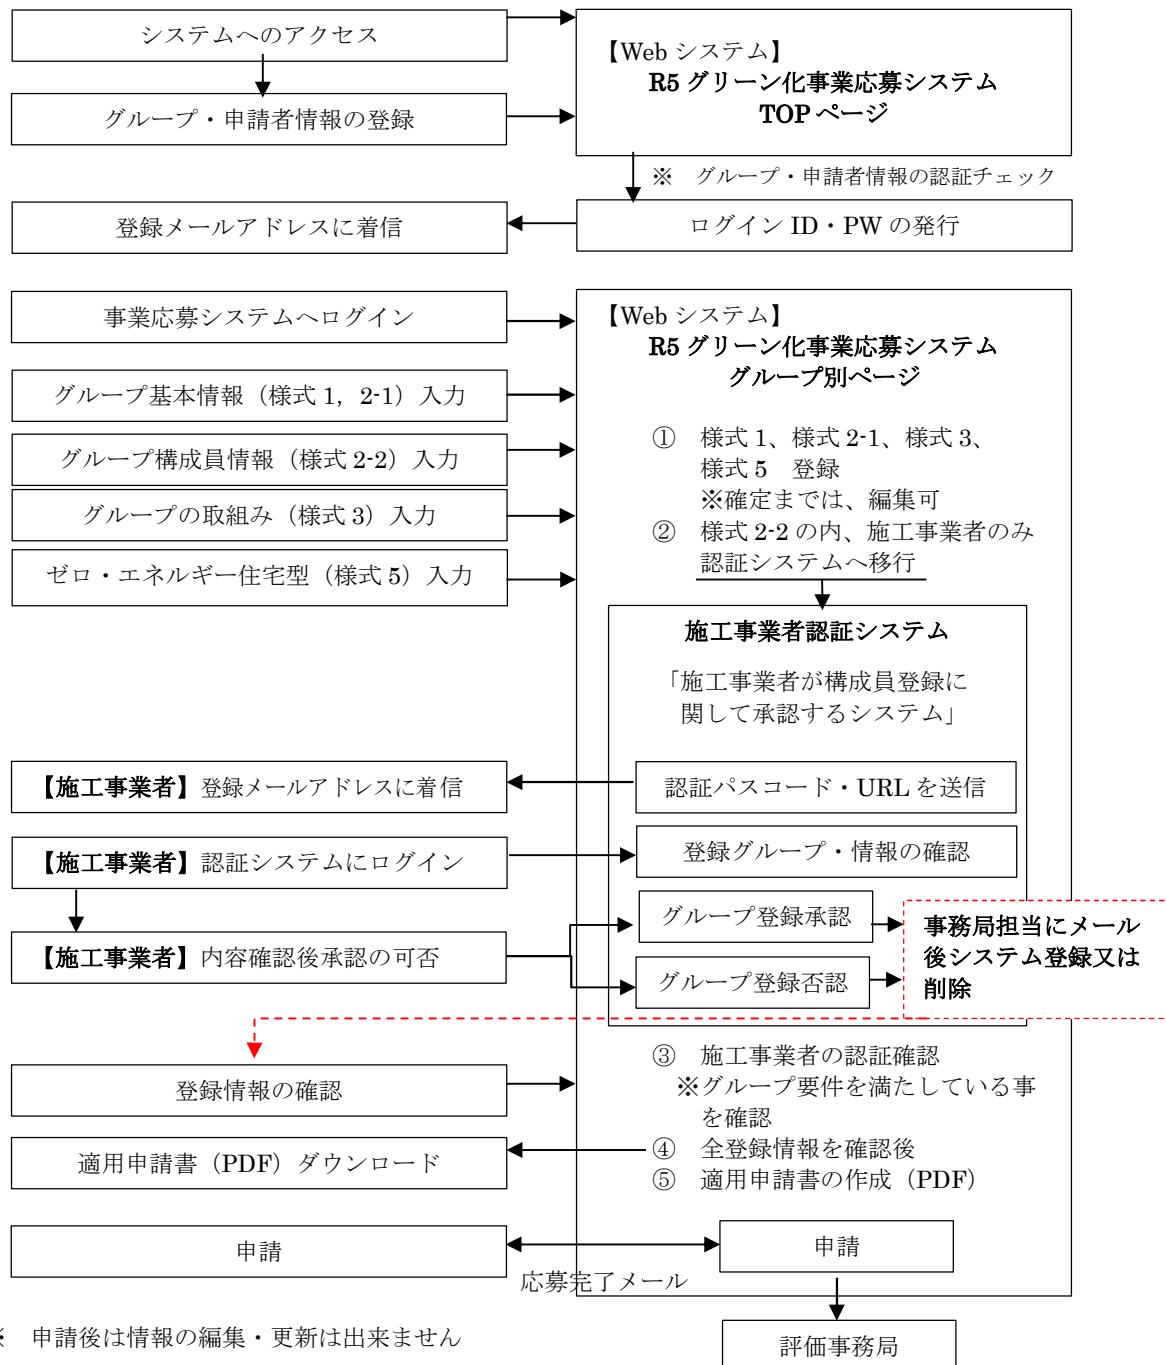 システムへのアクセス
【Web システム】
R5 グリーン化事業応募システム
TOP ページ
グループ・申請者情報の登録
※　グループ・申請者情報の認証チェック
登録メールアドレスに着信
ログイン ID・PW の発行
事業応募システムへログイン
【Web システム】
R5 グリーン化事業応募システム
グループ別ページ
グループ基本情報（様式 1，2-1）入力
グループ構成員情報（様式 2-2）入力
グループの取組み（様式 3）入力
ゼロ・エネルギー住宅型（様式 5）入力
①　様式 1、様式 2-1、様式 3、
様式 5　登録
※確定までは、編集可
②　様式 2-2 の内、施工事業者のみ
認証システムへ移行
施工事業者認証システム
「施工事業者が構成員登録に
関して承認するシステム」
【施工事業者】登録メールアドレスに着信
認証パスコード・URL を送信
【施工事業者】認証システムにログイン
登録グループ・情報の確認
【施工事業者】内容確認後承認の可否
グループ登録承認
グループ登録否認
事務局担当にメール
後システム登録又は
削除
③　施工事業者の認証確認
※グループ要件を満たしている事
を確認
登録情報の確認
④　全登録情報を確認後
⑤　適用申請書の作成（PDF）
適用申請書（PDF）ダウンロード
申請
申請
応募完了メール
※　申請後は情報の編集・更新は出来ません
評価事務局